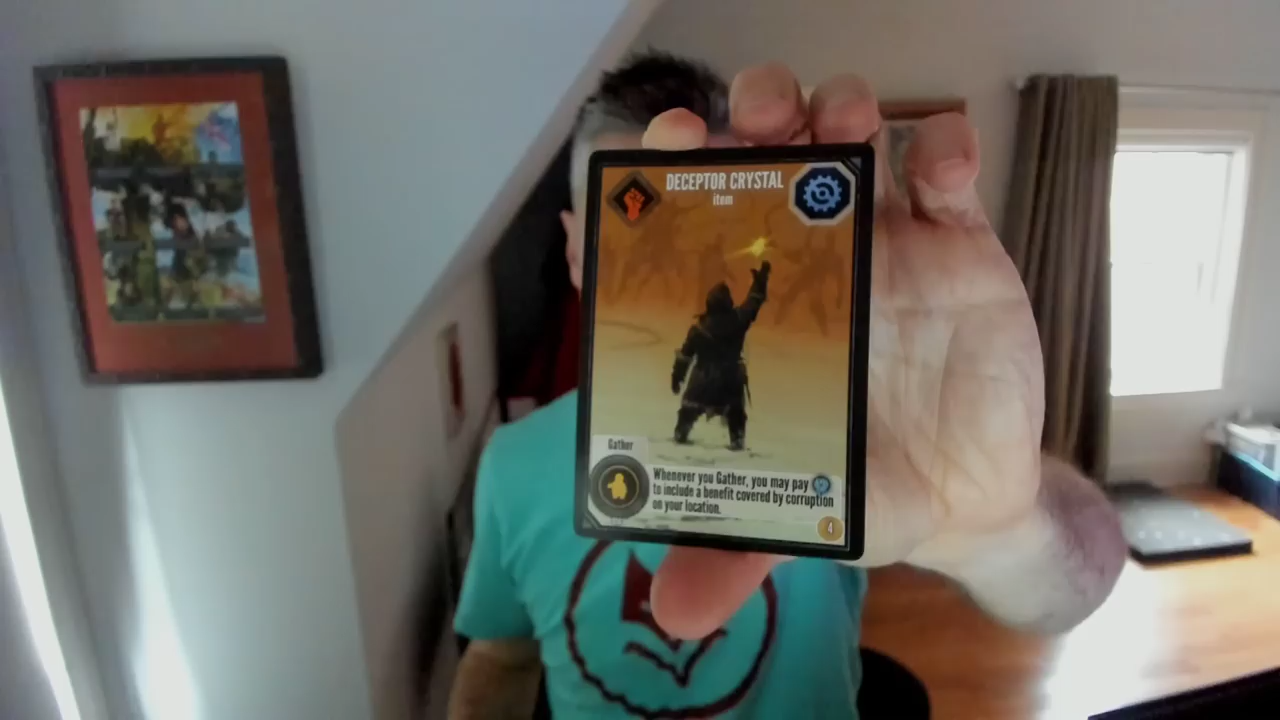 DECEPTOR CRYSTAL
item
Gather
Whenever you Gather, you may pay
to include a benefit covered by corruption
on your location.
4